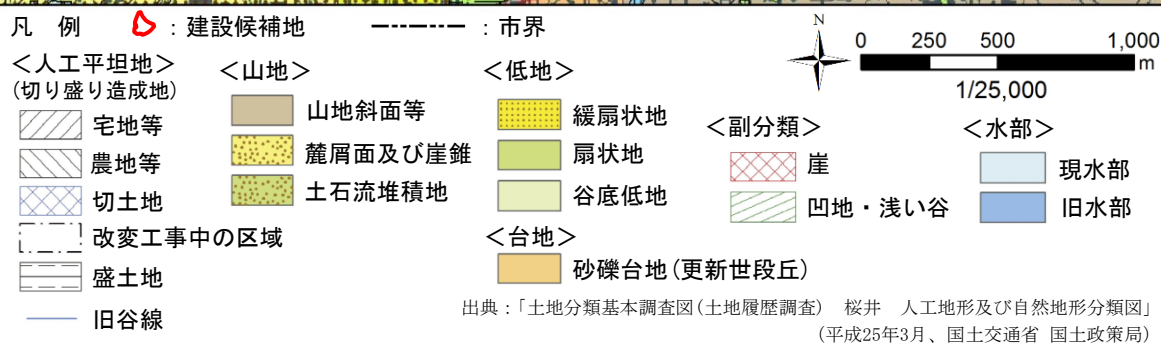 凡　例　：建設候補地　：市界
N
0　250　500　1,000
m
1/25,000
＜人工平坦地＞
(切り盛り造成地)
宅地等
農地等
切土地
改変工事中の区域
盛土地
旧谷線
＜山地＞
山地斜面等
麓屑面及び崖錐
土石流堆積地
＜低地＞
緩扇状地
扇状地
谷底低地
＜台地＞
砂礫台地(更新世段丘)
＜副分類＞
崖
凹地・浅い谷
＜水部＞
現水部
旧水部
出典：「土地分類基本調査図(土地履歴調査)　桜井　人工地形及び自然地形分類図」
(平成25年3月、国土交通省 国土政策局)